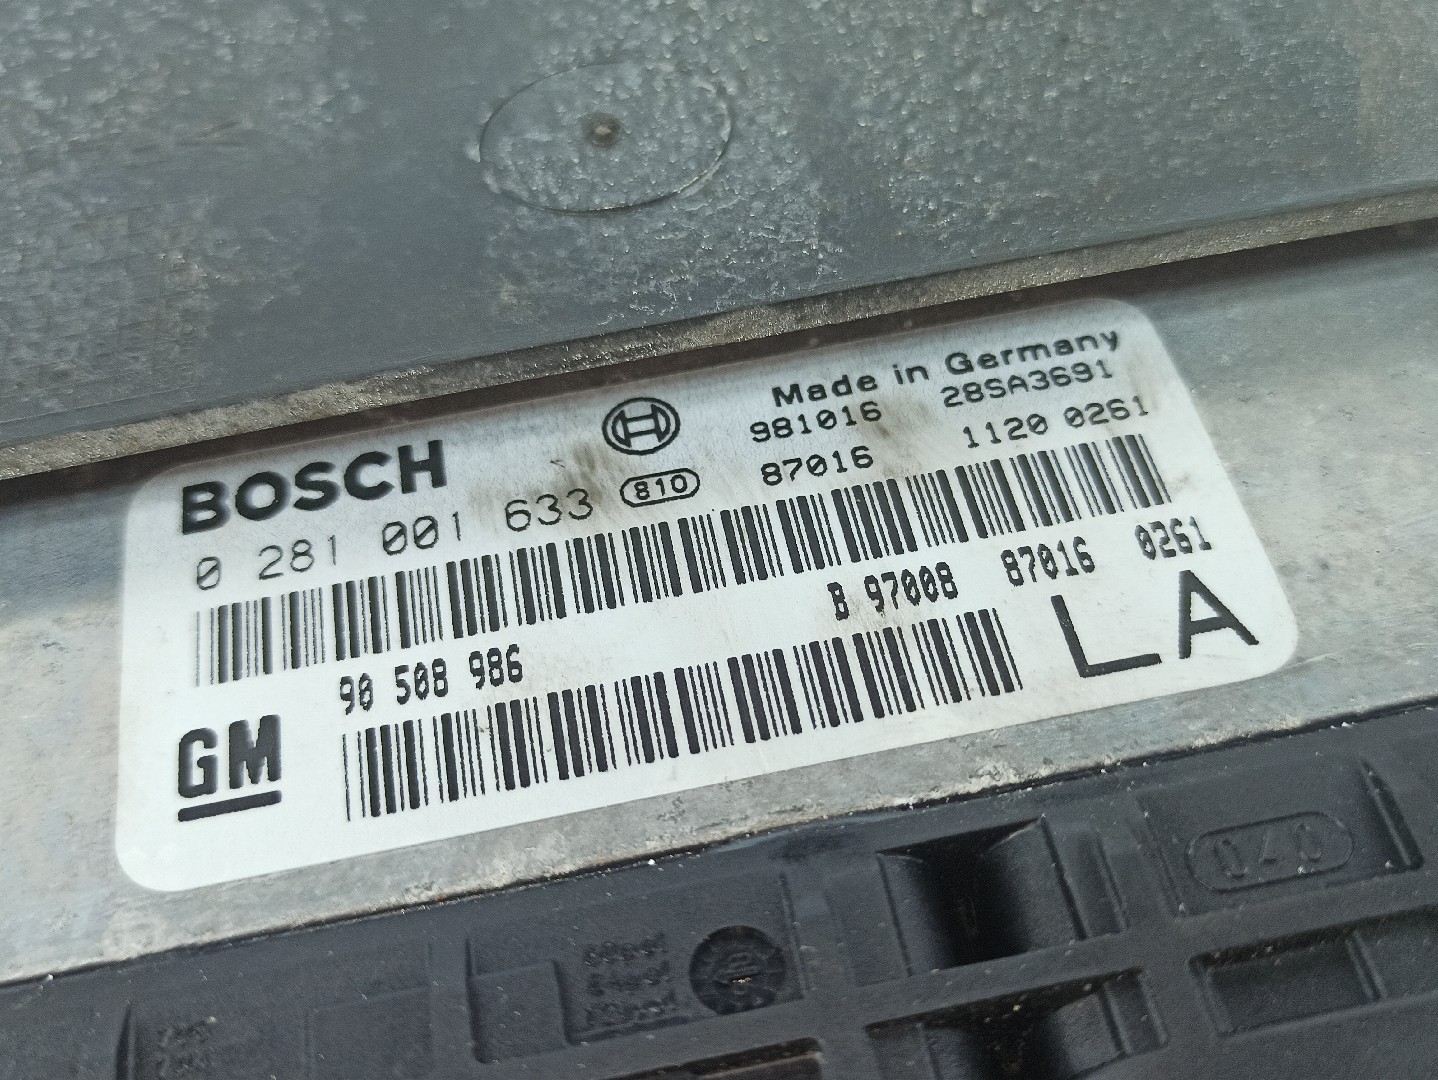 Made in Germany
981016 28SA3691
BOSCH
87016 1120 0261
0 281 001 633 810
B 97008 87016 0261
90 508 986
LA
GM
040